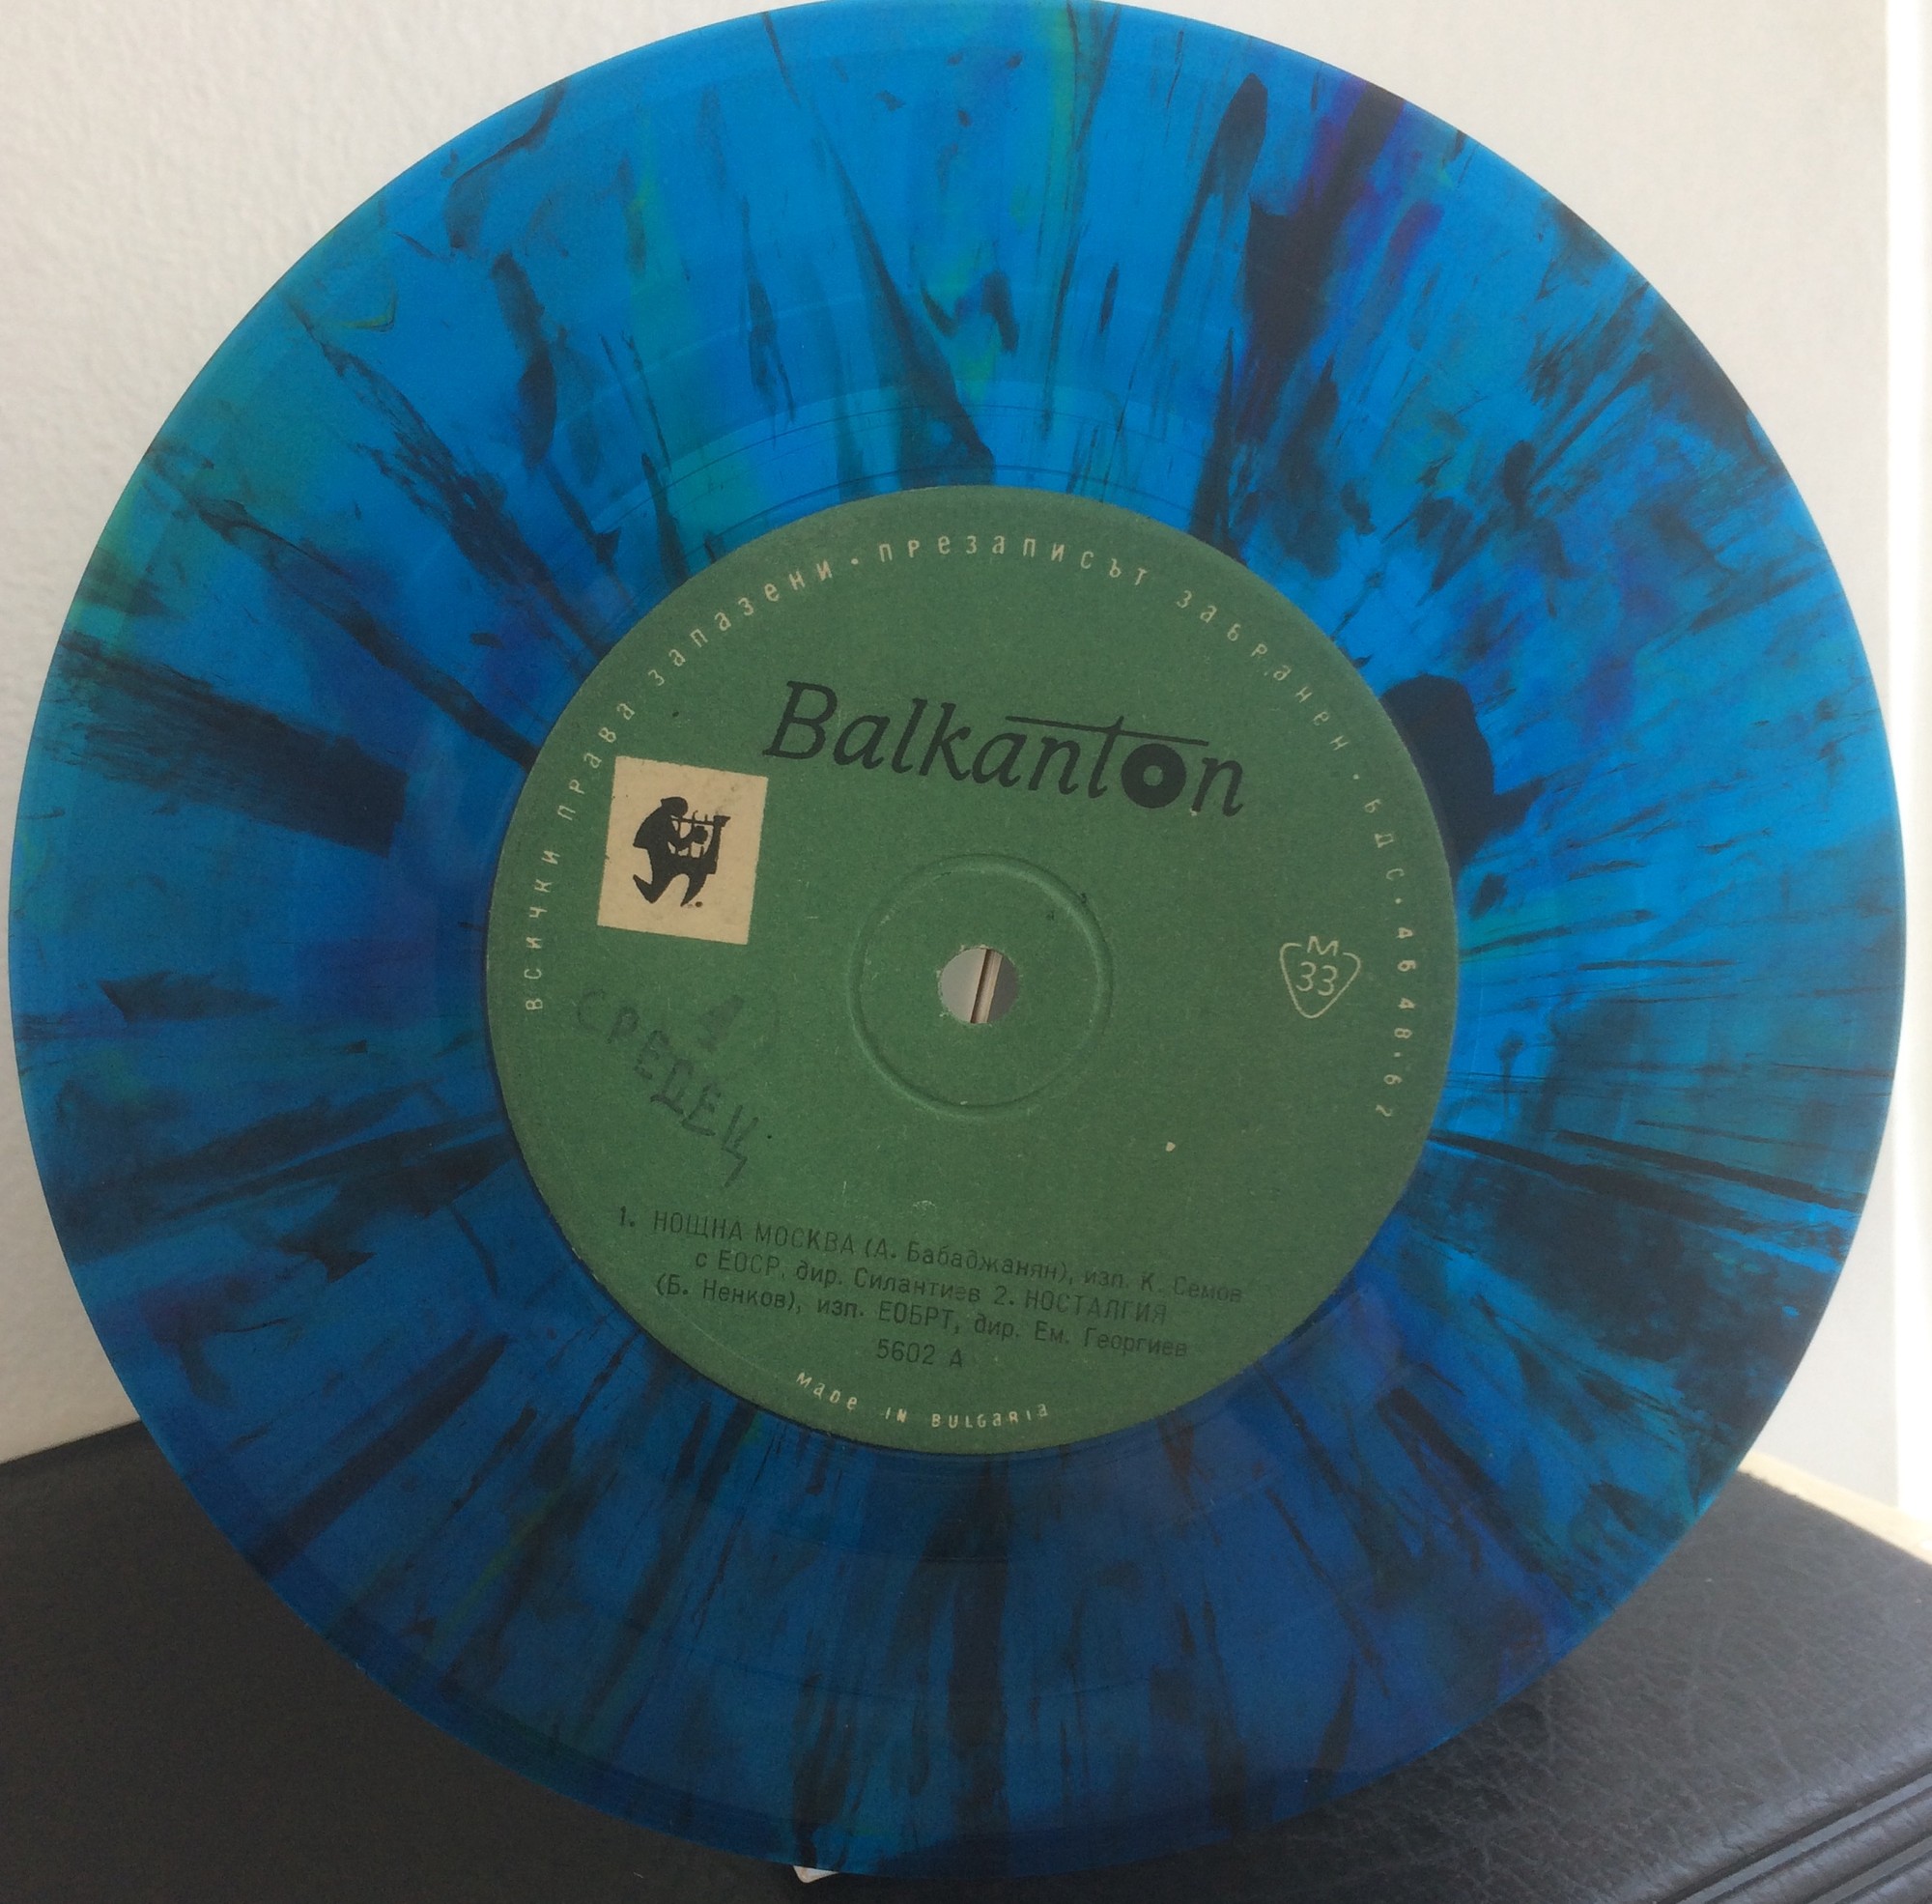 ВСИЧКИ ПРАВА ЗАПАЗЕНИ • ПРЕЗАПИСЪТ ЗАБРАНЕН • БДС • 4648-62
Balkanton
M
33
1
СРЕДЕЦ
1. НОЩНА МОСКВА (А. Бабаджанян), изп. К. Семов
с ЕОСР, дир. Силантиев 2. НОСТАЛГИЯ
(Б. Ненков), изп. ЕОБРТ, дир. Ем. Георгиев
5602 А
MADE IN BULGARIA